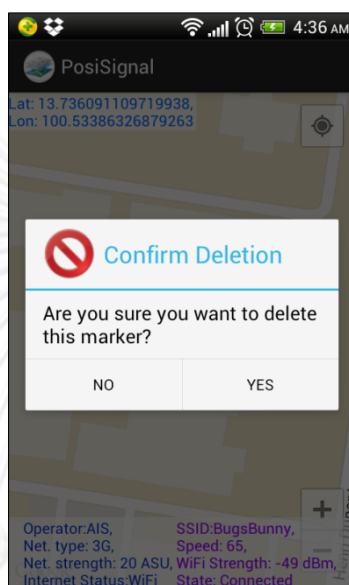 4:36 AM
PosiSignal
Lat: 13.736091109719938,
Lon: 100.53386326879263
Confirm Deletion
Are you sure you want to delete
this marker?
NO YES
Operator:AIS, SSID:BugsBunny,
Net. type: 3G, Speed: 65,
Net. strength: 20 ASU, WiFi Strength: -49 dBm,
Internet Status:WiFi State: Connected